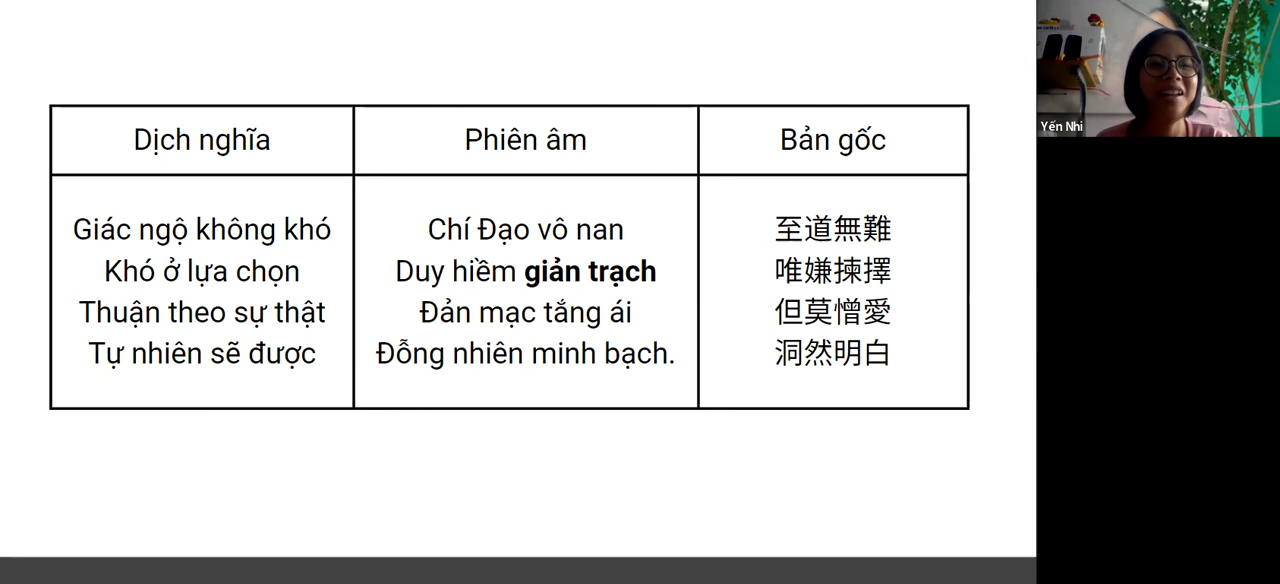 Dịch nghĩa
Phiên âm
Bản gốc
Giác ngộ không khó
Khó ở lựa chọn
Thuận theo sự thật
Tự nhiên sẽ được
Chí Đạo vô nan
Duy hiềm giản trạch
Đản mạc tắng ái
Đỗng nhiên minh bạch.
至道無難
唯嫌揀擇
但莫憎愛
洞然明白
Yến Nhi